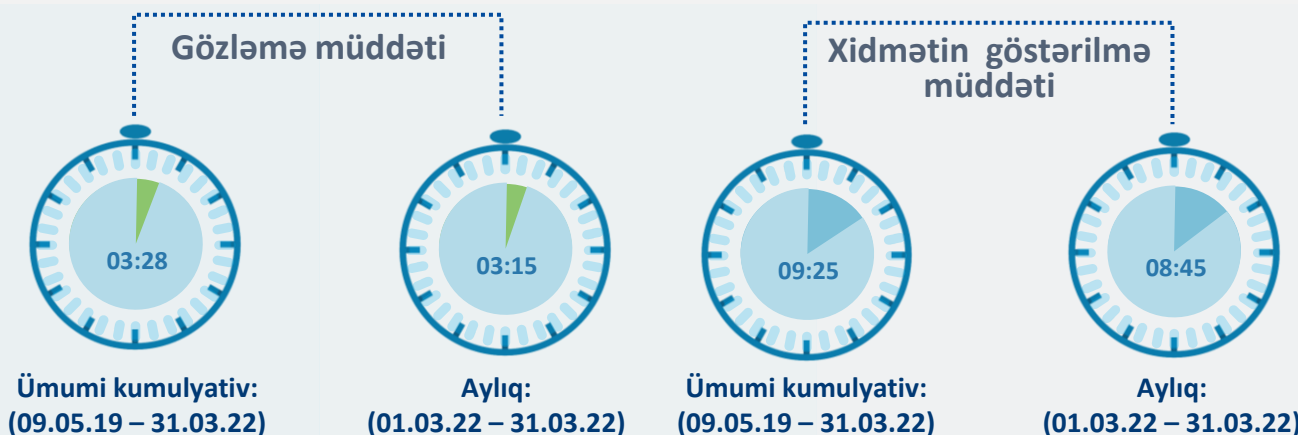 Gözləmə müddəti
03:28
03:15
Ümumi kumulyativ:
(09.05.19 – 31.03.22)
Aylıq:
(01.03.22 – 31.03.22)
Xidmətin göstərilmə
müddəti
09:25
08:45
Ümumi kumulyativ:
(09.05.19 – 31.03.22)
Aylıq:
(01.03.22 – 31.03.22)